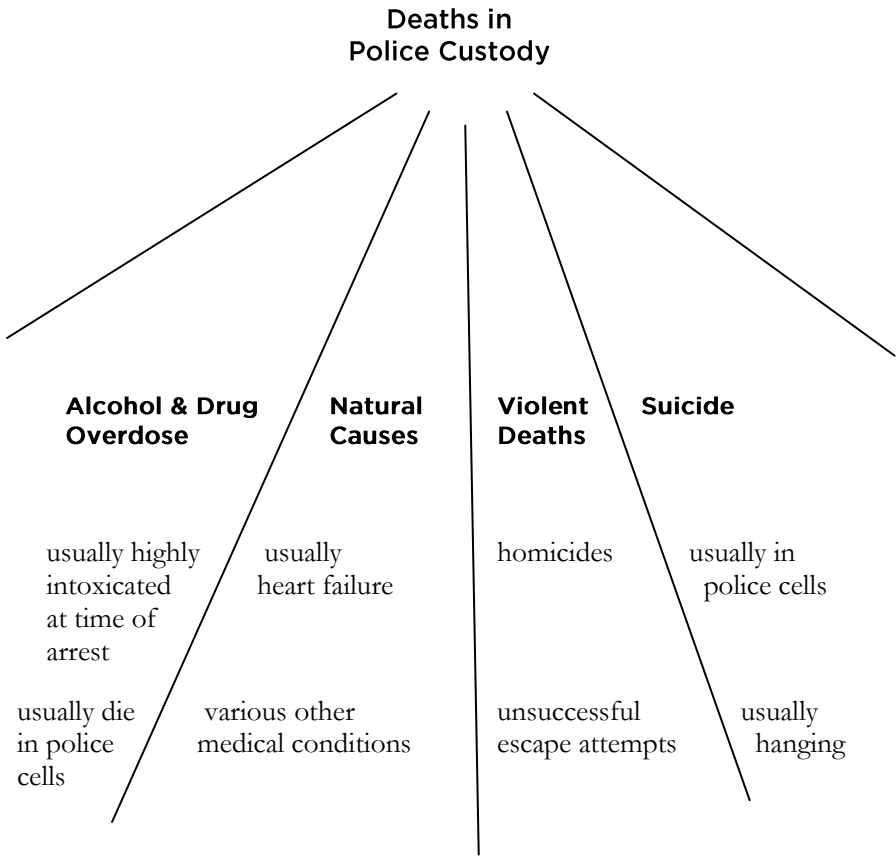 Deaths in
Police Custody
Alcohol & Drug
Overdose
Natural
Causes
Violent
Deaths
Suicide
usually highly
intoxicated
at time of
arrest
usually die
in police
cells
usually
heart failure
various other
medical conditions
homicides
unsuccessful
escape attempts
usually in
police cells
usually
hanging